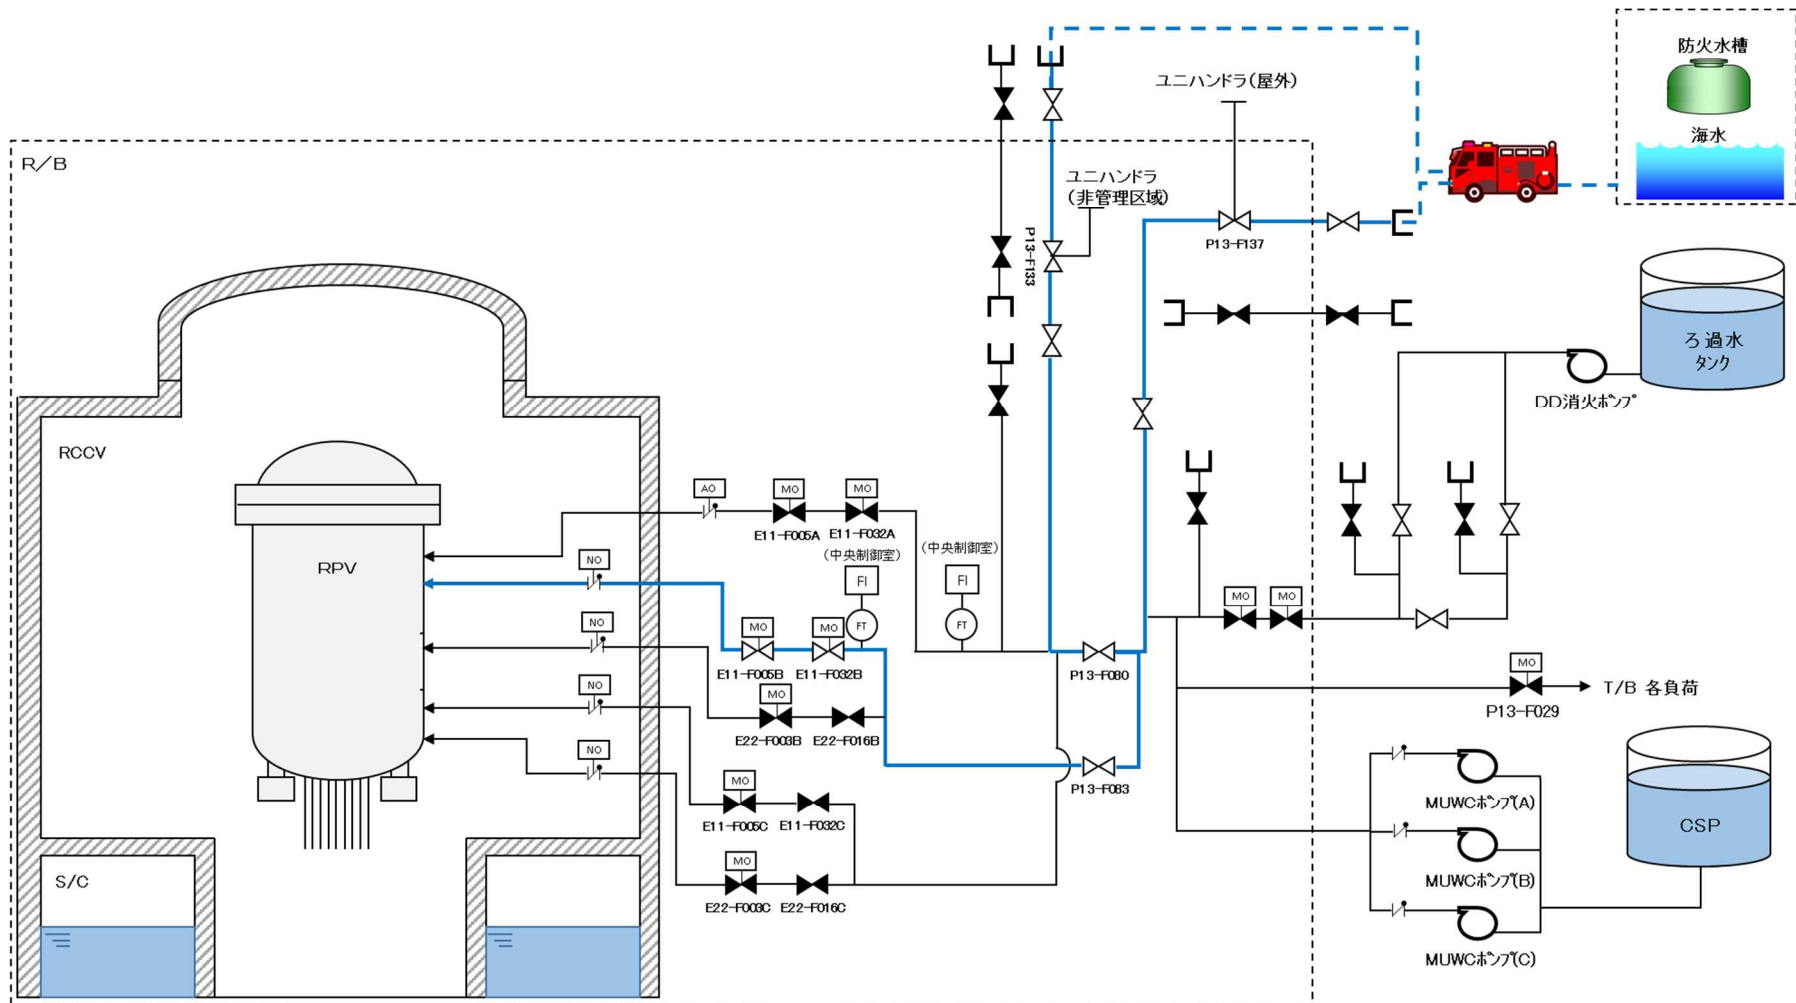 防火水槽
海水
ユニハンドラ(屋外)
R/B
ユニハンドラ
(非管理区域)
P13-F133
P13-F137
ろ過水
タンク
DD消火ポンプ
RCCV
RPV
AO
MO
MO
E11-F005A
E11-F032A
(中央制御室)
(中央制御室)
NO
FI
FI
FT
FT
MO
MO
E11-F005B
E11-F032B
NO
MO
E22-F003B
E22-F016B
NO
MO
E11-F005C
E11-F032C
NO
MO
E22-F003C
E22-F016C
P13-F080
P13-F083
MO
MO
MO
T/B 各負荷
P13-F029
MUWCポンプ(A)
MUWCポンプ(B)
MUWCポンプ(C)
CSP
S/C